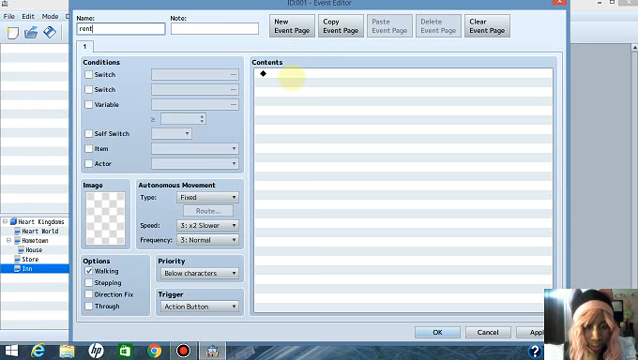 ID:001 - Event Editor
File Edit Mode
Name: Note:
rent
New Event Page
Copy Event Page
Paste Event Page
Delete Event Page
Clear Event Page
1
Conditions
Switch ...
Switch ...
Variable ...
≥
Self Switch
Item
Actor
Image
Autonomous Movement
Type: Fixed
Route...
Speed: 3: x2 Slower
Frequency: 3: Normal
Options
Walking
Stepping
Direction Fix
Through
Priority
Below characters
Trigger
Action Button
Contents
Heart Kingdoms
Heart World
Hometown
House
Store
Inn
OK Cancel Appl